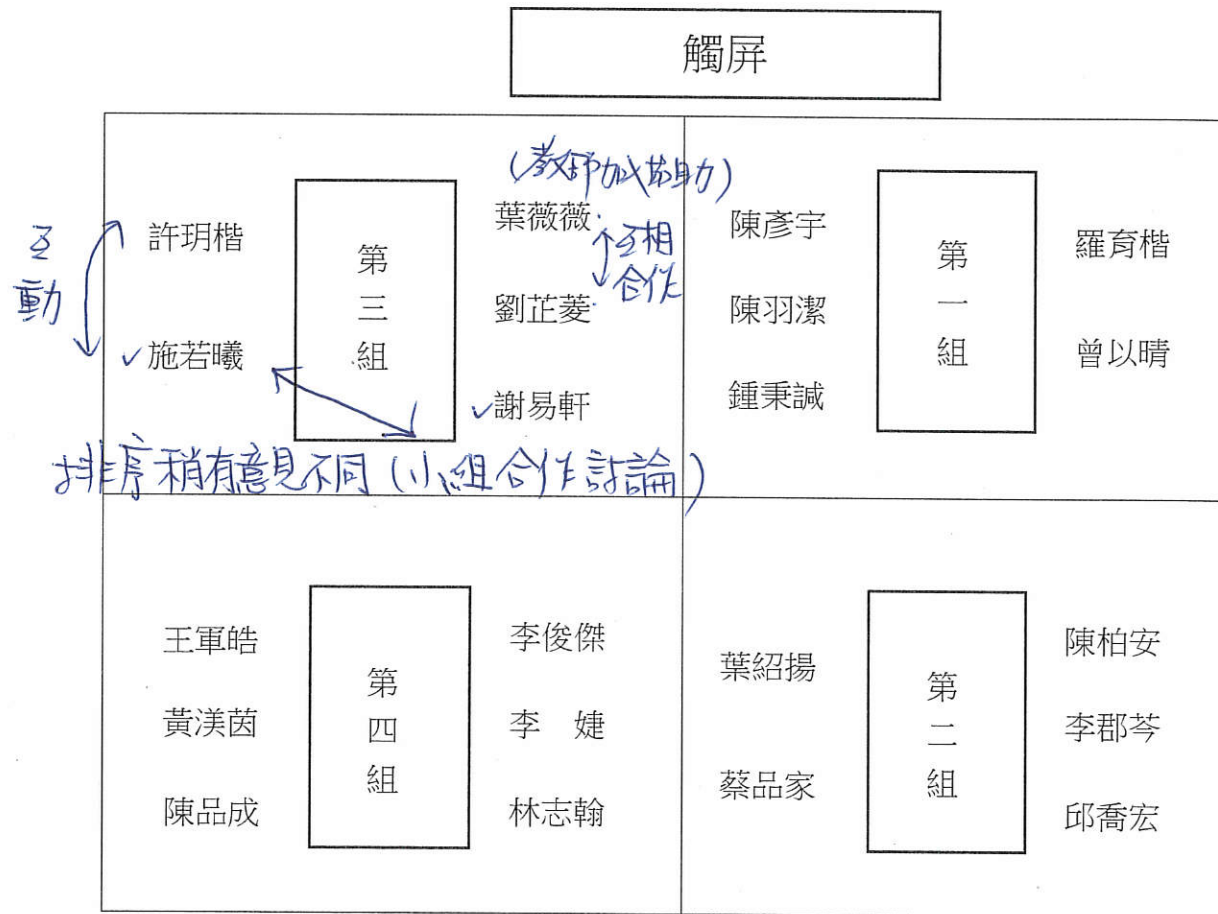 觸屏
(教師加以協助)
許玥楷
第三組
葉薇薇
互動
互相合作
劉芷菱
✓施若曦
✓謝易軒
排序稍有意見不同(小組合作討論)
陳彥宇
第一組
羅育楷
陳羽潔
曾以晴
鍾秉諴
王軍皓
第四組
李俊傑
黃渼茵
李 婕
陳品成
林志翰
葉紹揚
第二組
陳柏安
李郡芩
蔡品家
邱喬宏